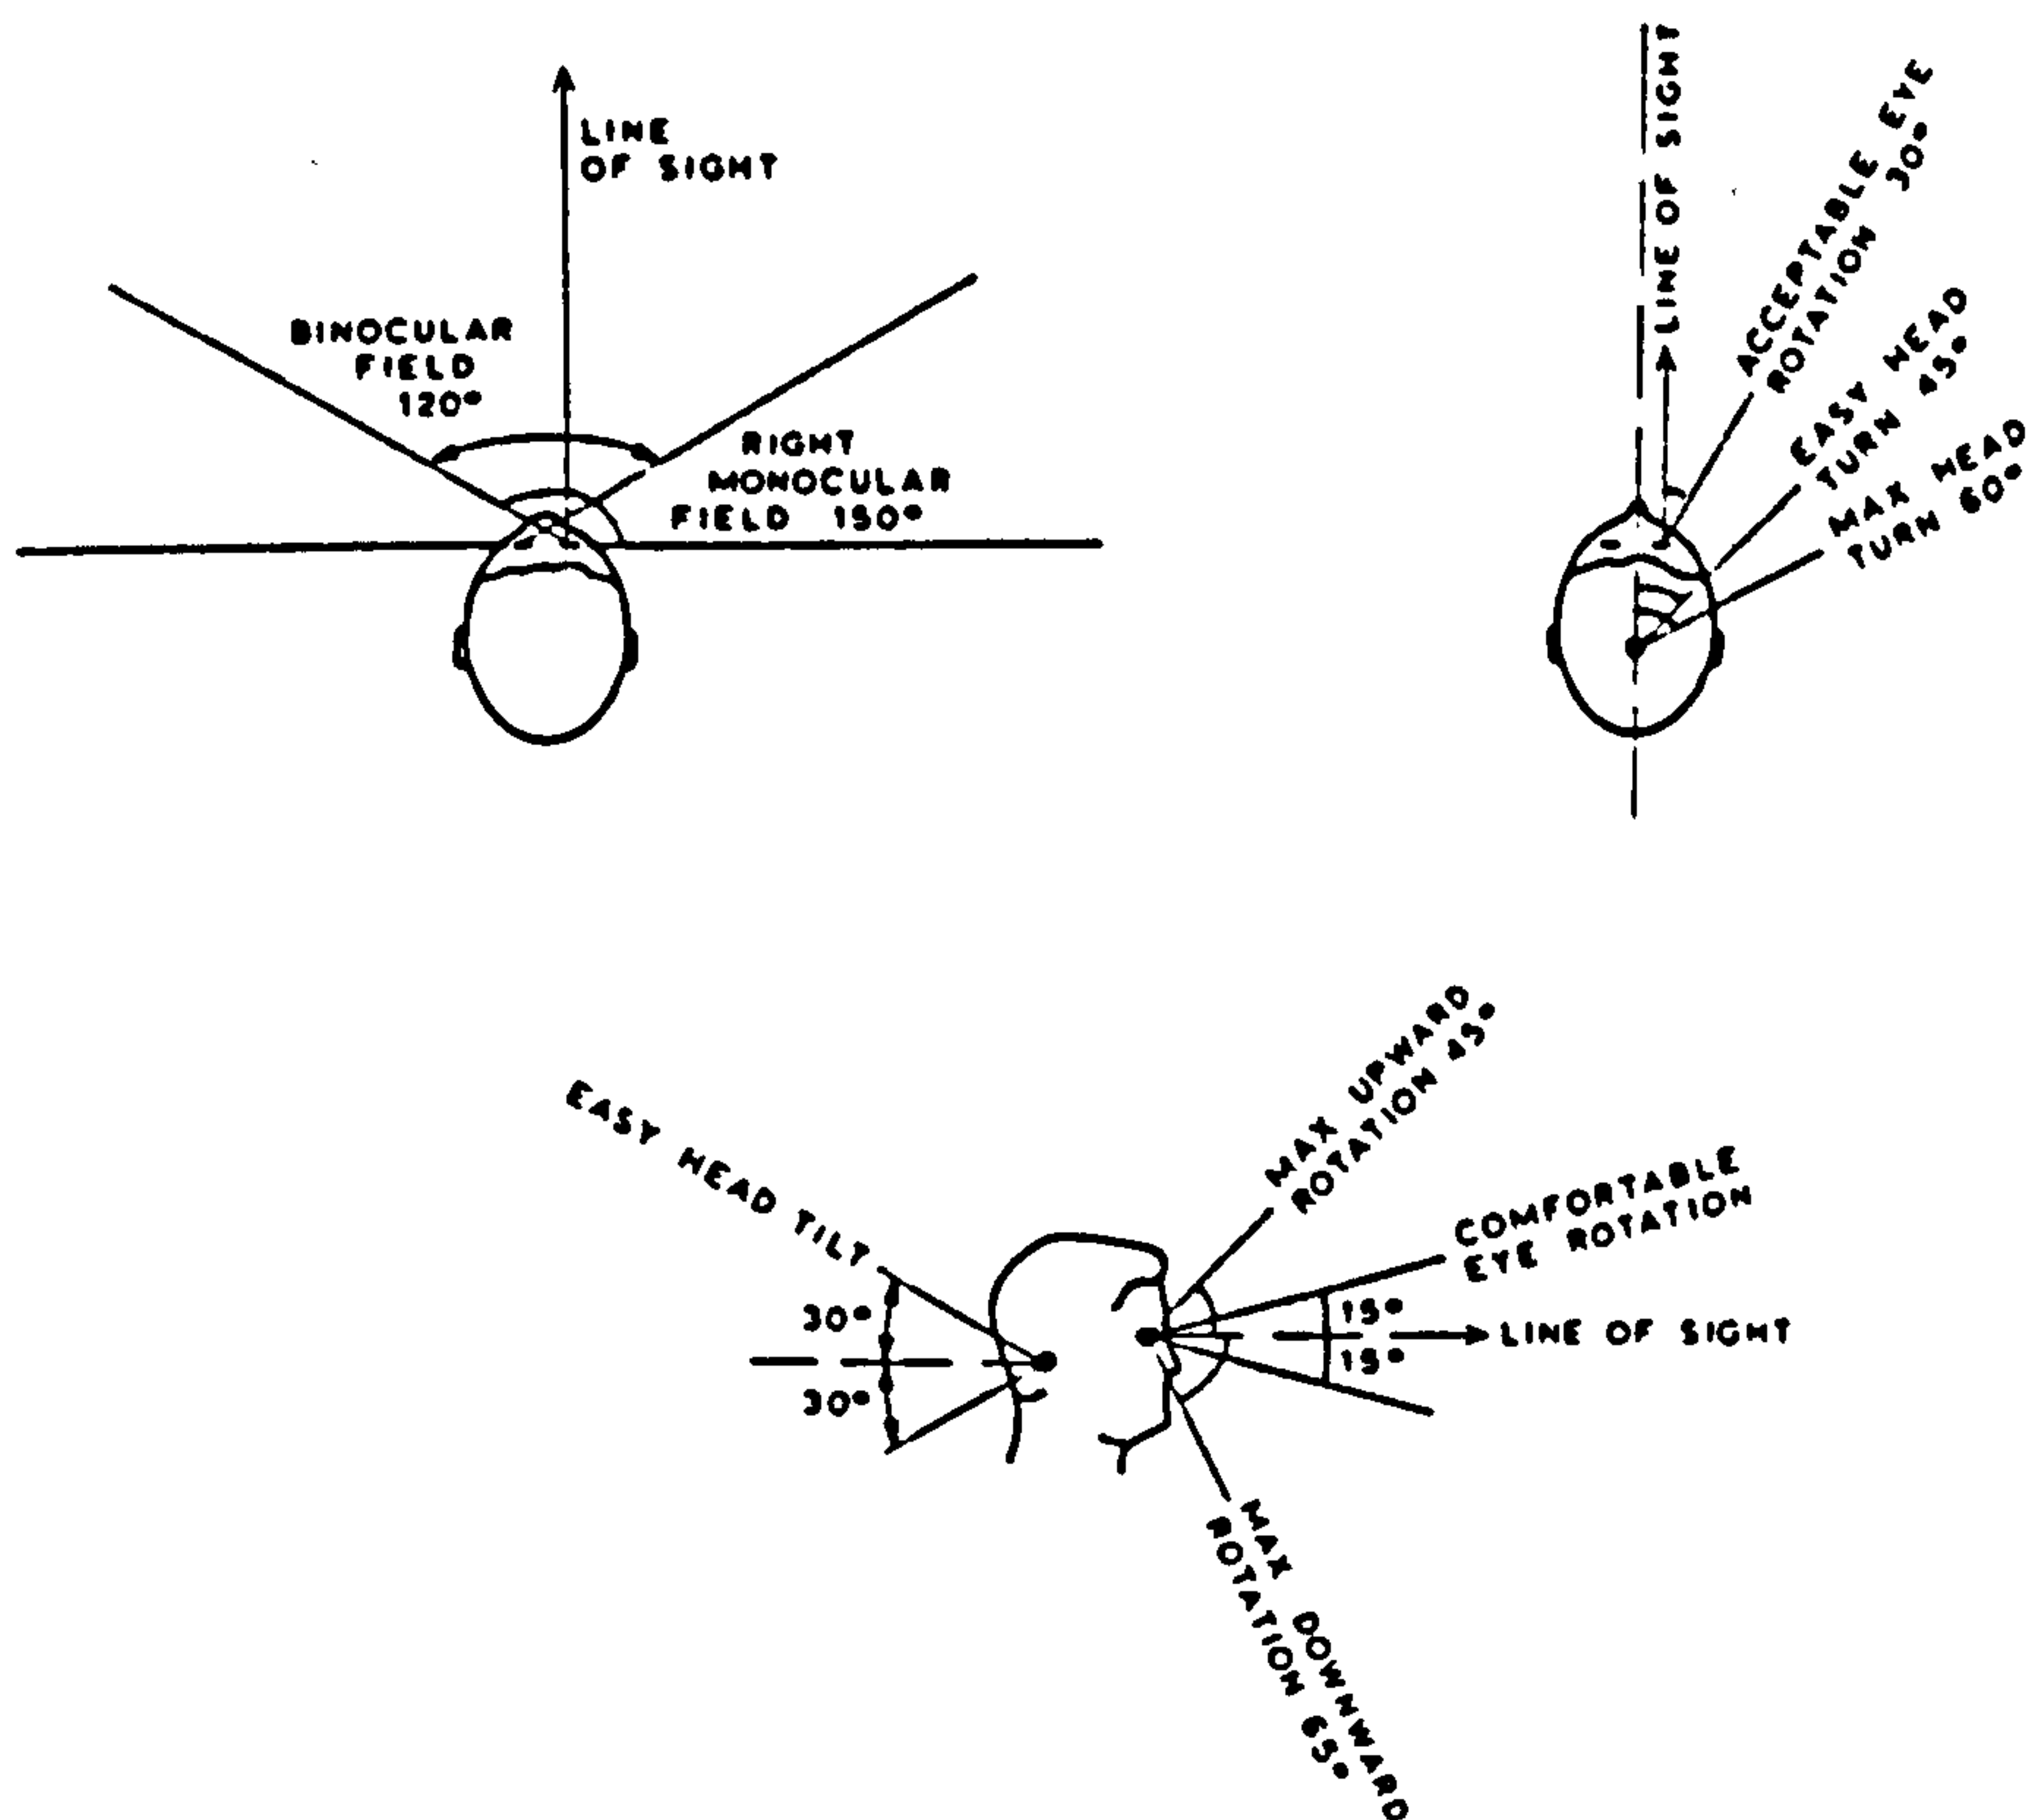 LINE
OF SIGHT
BINOCULAR
FIELD
120°
RIGHT
MONOCULAR
FIELD 150°
LINE OF SIGHT
ACCEPTABLE EYE
ROTATION 30°
EASY HEAD
TURN 45°
MAX HEAD
TURN 60°
EASY HEAD TILT
30°
30°
MAX UPWARD
ROTATION 45°
COMFORTABLE
EYE ROTATION
15°
LINE OF SIGHT
15°
MAX DOWNWARD
ROTATION 65°